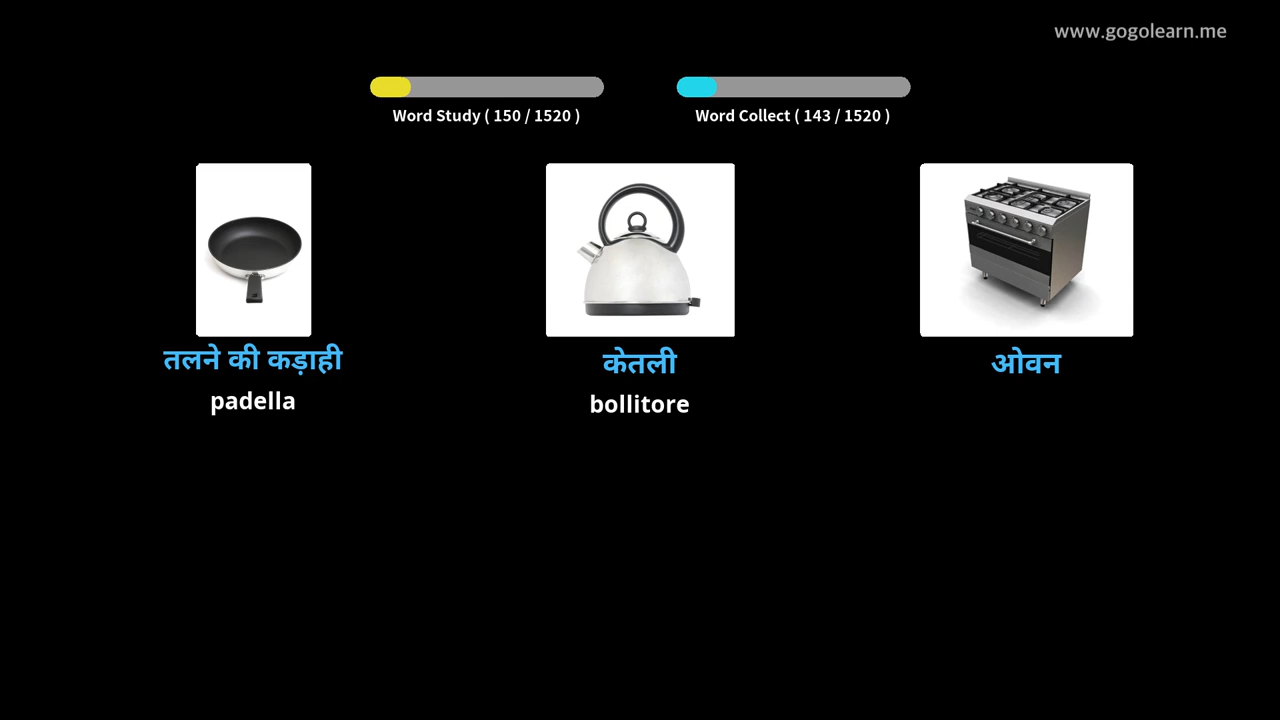 www.gogolearn.me
Word Study ( 150 / 1520 )
Word Collect ( 143 / 1520 )
तलने की कड़ाही
padella
केतली
bollitore
ओवन